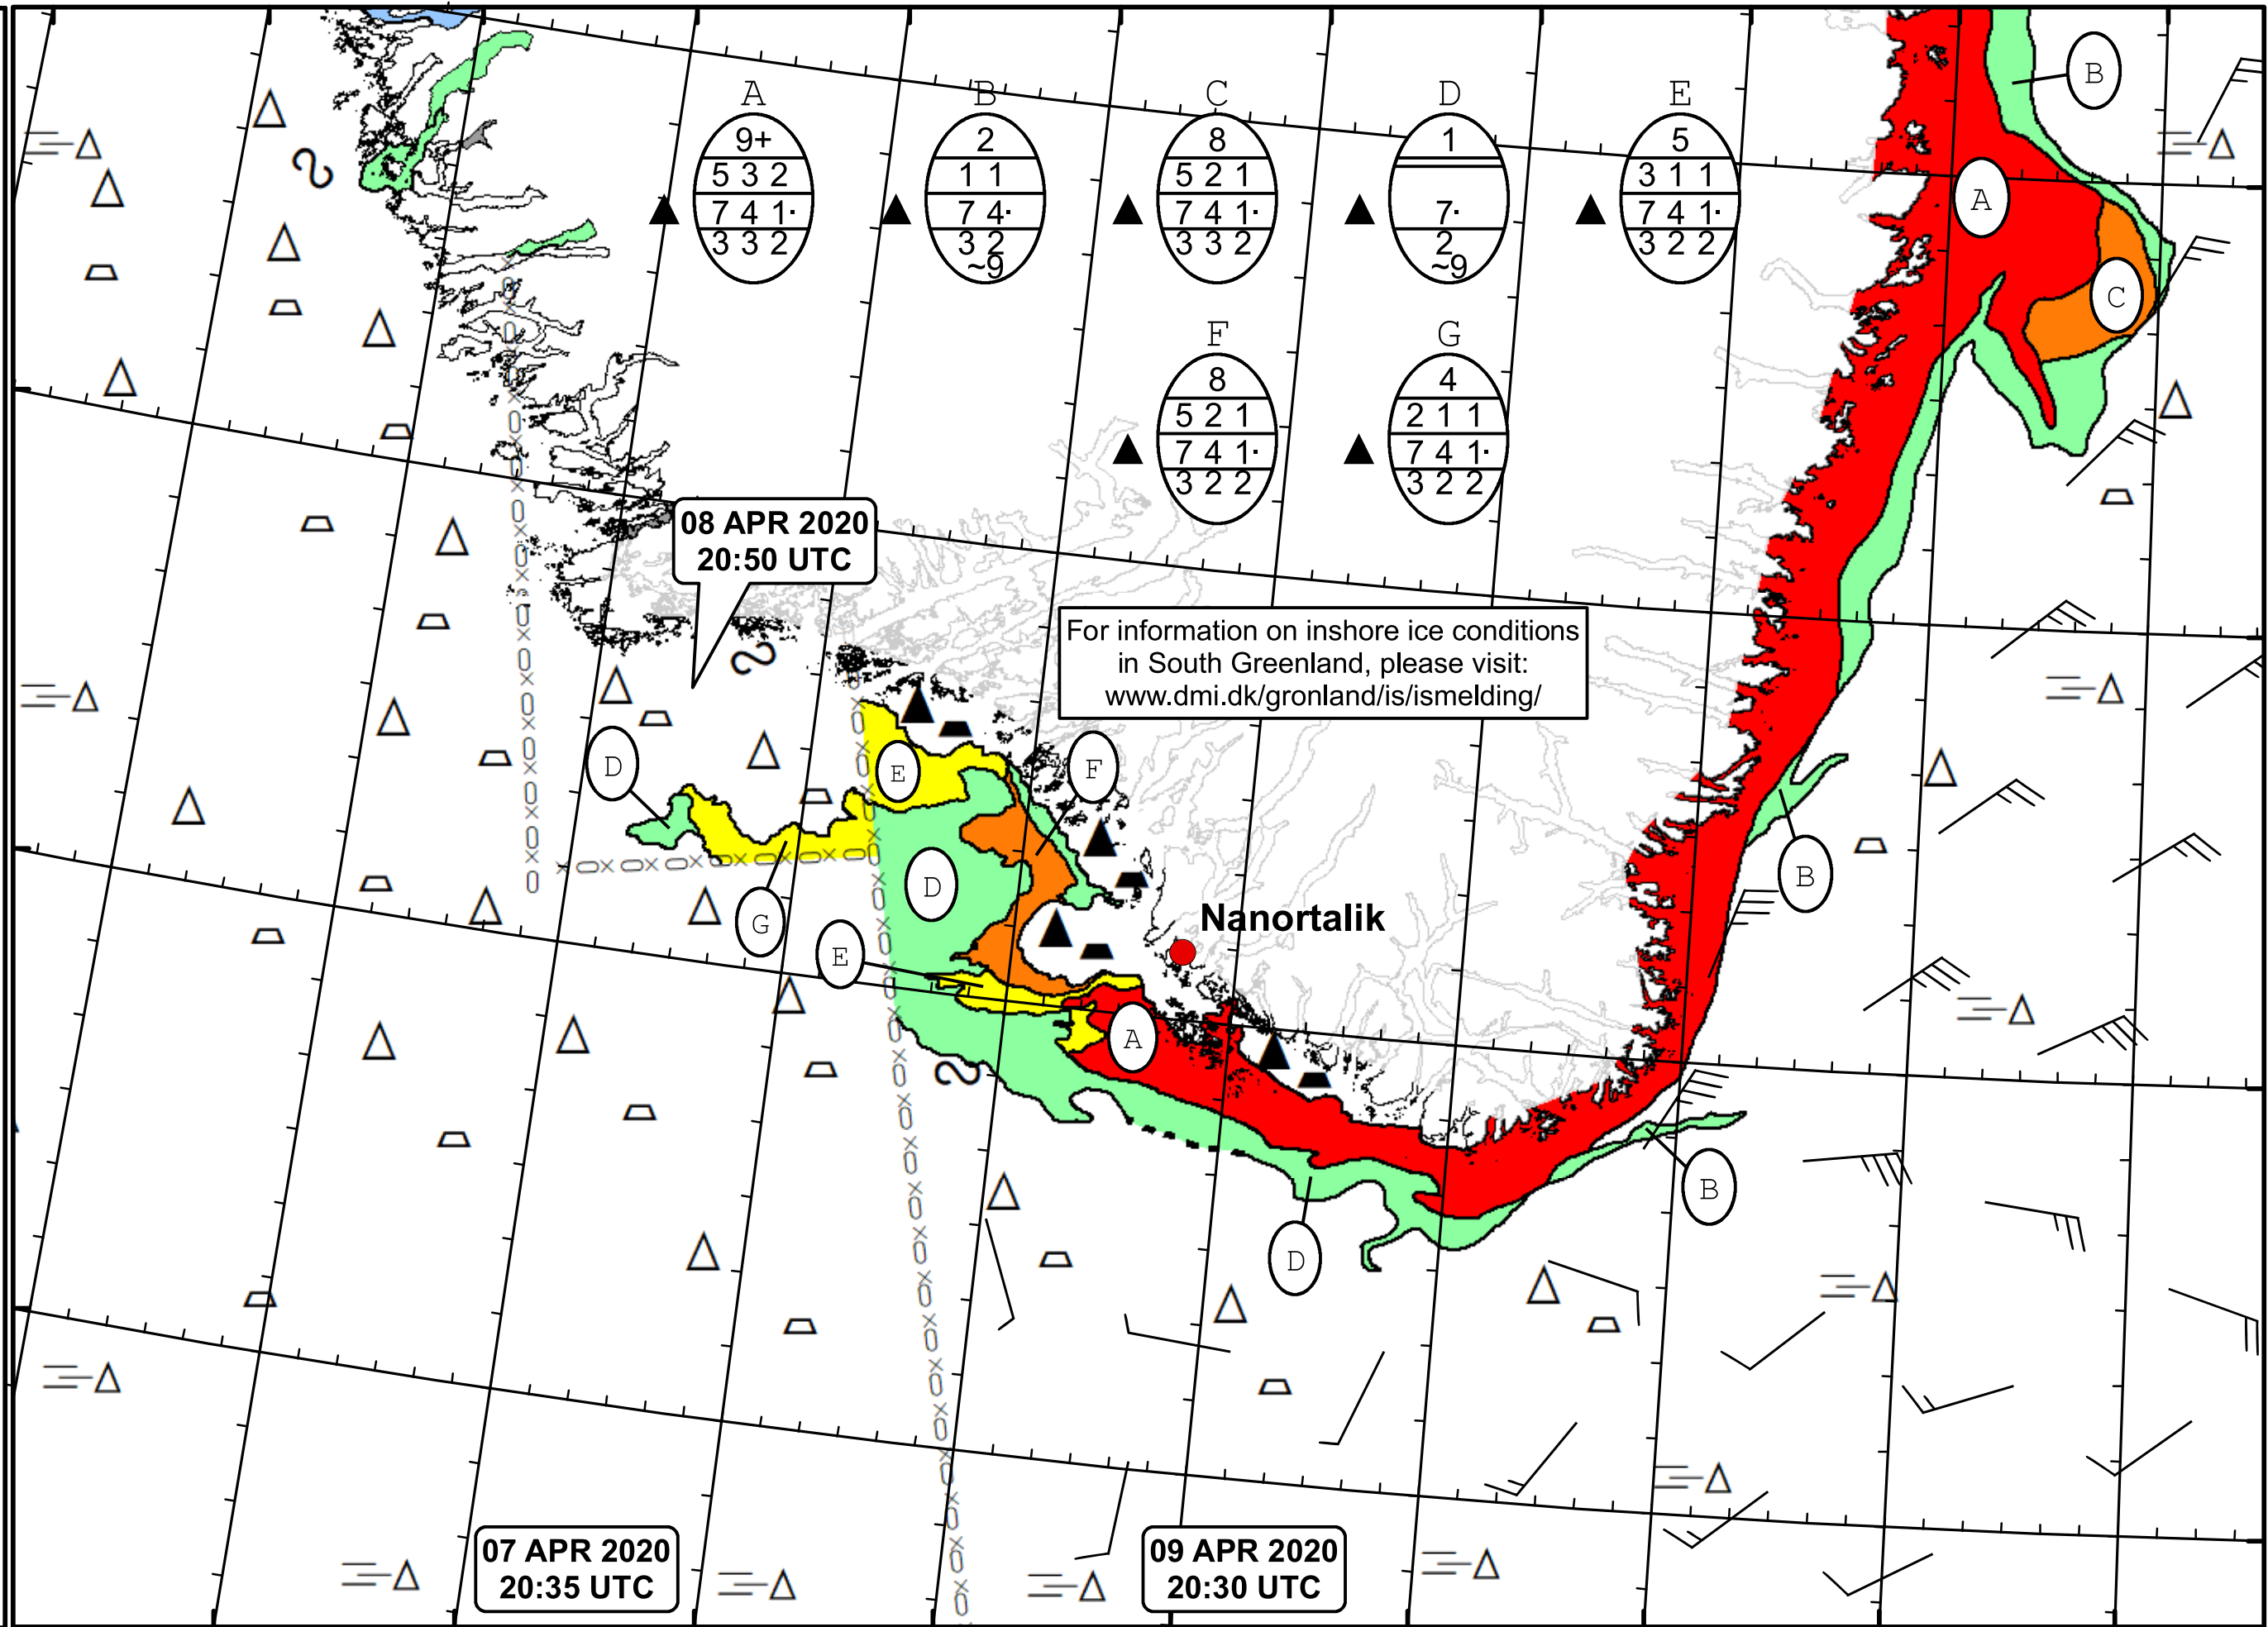 A B C D E
9+ 2 8 1 5
5 3 2 1 1 5 2 1 3 1 1
7 4 1· 7 4· 7 4 1· 7· 7 4 1·
3 3 2 3 2 3 3 2 2 3 2 2
~9 ~9
B
A
C
F G
8 4
5 2 1 2 1 1
7 4 1· 7 4 1·
3 2 2 3 2 2
08 APR 2020
20:50 UTC
For information on inshore ice conditions
in South Greenland, please visit:
www.dmi.dk/gronland/is/ismelding/
D
E
F
B
D
G
Nanortalik
E
A
B
D
07 APR 2020
20:35 UTC
09 APR 2020
20:30 UTC